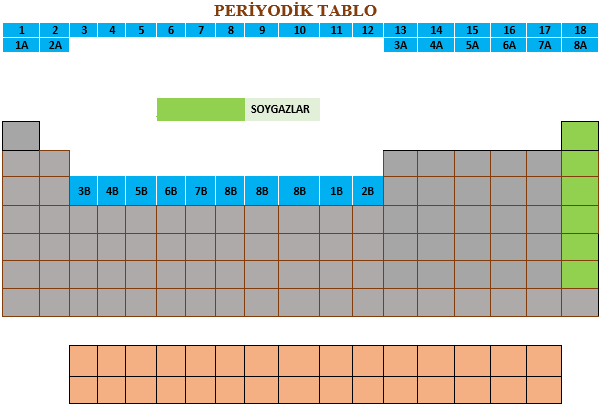 PERİYODİK TABLO
1 2 3 4 5 6 7 8 9 10 11 12 13 14 15 16 17 18
1A 2A 3A 4A 5A 6A 7A 8A
SOYGAZLAR
3B 4B 5B 6B 7B 8B 8B 8B 1B 2B